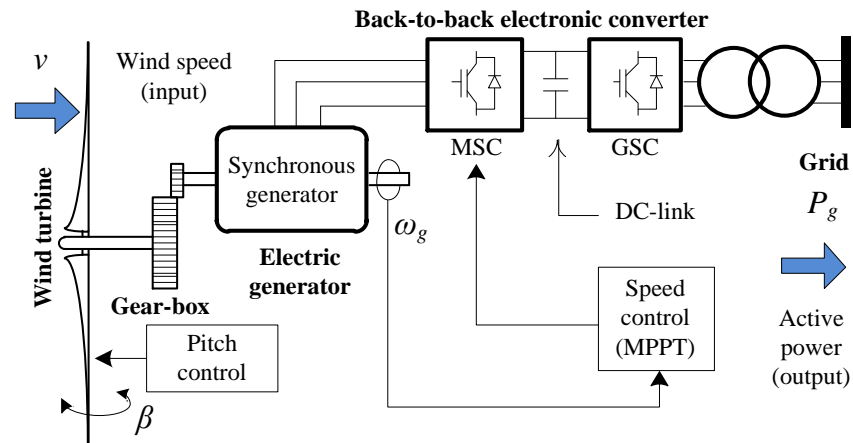 Back-to-back electronic converter
v
Wind speed
(input)
MSC
GSC
Synchronous
generator
Grid
P_g
Wind turbine
ω_g
DC-link
Electric
generator
Gear-box
Speed
control
(MPPT)
Active
power
(output)
Pitch
control
β